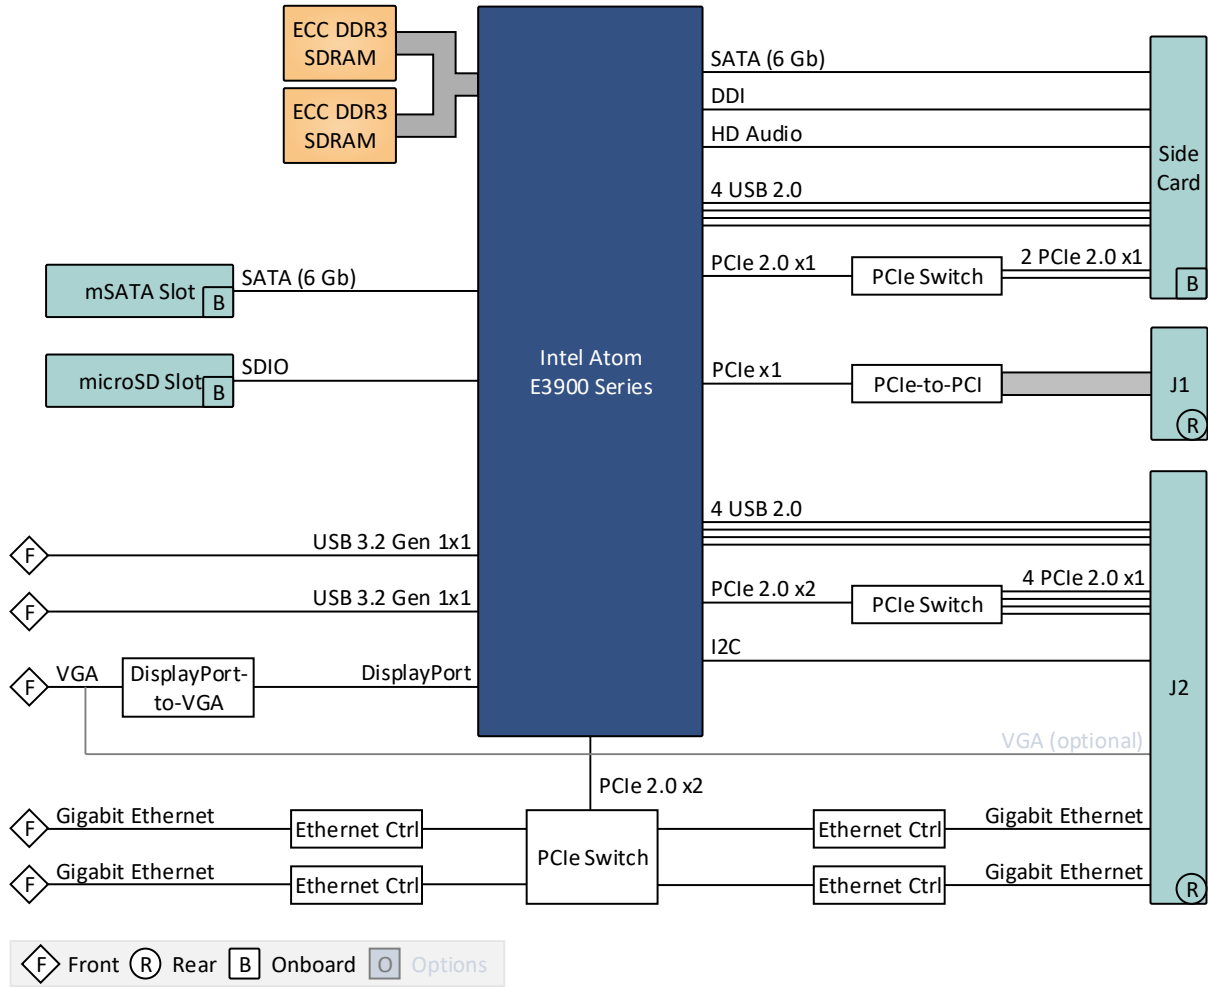 ECC DDR3
SDRAM
ECC DDR3
SDRAM
SATA (6 Gb)
DDI
HD Audio
4 USB 2.0
Side
Card
PCIe 2.0 x1
PCIe Switch
2 PCIe 2.0 x1
B
mSATA Slot
B
SATA (6 Gb)
microSD Slot
B
SDIO
Intel Atom
E3900 Series
PCIe x1
PCIe-to-PCI
J1
R
4 USB 2.0
F
USB 3.2 Gen 1x1
F
USB 3.2 Gen 1x1
PCIe 2.0 x2
PCIe Switch
4 PCIe 2.0 x1
I2C
F
VGA
DisplayPort-
to-VGA
DisplayPort
J2
VGA (optional)
PCIe 2.0 x2
F
Gigabit Ethernet
Ethernet Ctrl
F
Gigabit Ethernet
Ethernet Ctrl
PCIe Switch
Ethernet Ctrl
Gigabit Ethernet
Ethernet Ctrl
Gigabit Ethernet
R
F Front R Rear B Onboard O Options